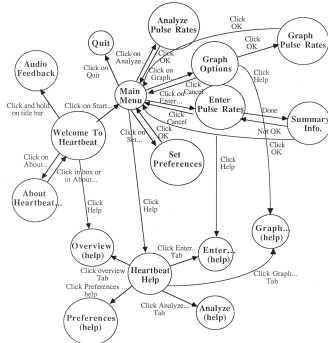 Analyze
Pulse Rates
Click
OK
Graph
Pulse Rates
Quit
Click on
Analyze...
Click
OK
Audio
Feedback
Click on
Quit
Click on
Graph...
Graph
Options
Click
Help
Click and hold
on title bar
Click on Start...
Main
Menu
Click
Cancel
Click on
Enter...
Enter
Pulse Rates
Done
Summary
Info.
Welcome To
Heartbeat
Click on
Set...
Click
OK
Click
Cancel
Not OK
Click
OK
Click on
About...
Click in box or
in About...
Set
Preferences
About
Heartbeat...
Click
Help
Click
Help
Click
Help
Graph...
(help)
Overview
(help)
Click Enter..
Tab
Enter...
(help)
Click overview
Tab
Heartbeat
Help
Click Graph...
Tab
Click Preferences ...
help
Click Analyze...
Tab
Preferences
(help)
Analyze
(help)